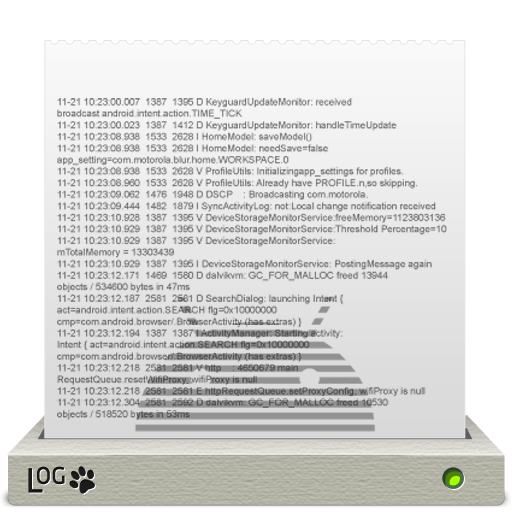 11-21 10:23:00.007 1387 1395 D KeyguardUpdateMonitor: received
broadcast android.intent.action.TIME_TICK
11-21 10:23:00.023 1387 1412 D KeyguardUpdateMonitor: handleTimeUpdate
11-21 10:23:08.938 1533 2628 I HomeModel: saveModel()
11-21 10:23:08.938 1533 2628 I HomeModel: needSave=false
app_setting=com.motorola.blur.home.WORKSPACE.0
11-21 10:23:08.938 1533 2628 V ProfileUtils: Initializingapp_settings for profiles.
11-21 10:23:08.960 1533 2628 V ProfileUtils: Already have PROFILE.n,so skipping.
11-21 10:23:09.062 1476 1948 D DSCP : Broadcasting com.motorola.
11-21 10:23:09.444 1482 1879 I SyncActivityLog: not:Local change notification received
11-21 10:23:10.928 1387 1395 V DeviceStorageMonitorService:freeMemory=1123803136
11-21 10:23:10.929 1387 1395 V DeviceStorageMonitorService:Threshold Percentage=10
11-21 10:23:10.929 1387 1395 V DeviceStorageMonitorService:
mTotalMemory = 13303439
11-21 10:23:10.929 1387 1395 I DeviceStorageMonitorService: PostingMessage again
11-21 10:23:12.171 1469 1580 D dalvikvm: GC_FOR_MALLOC freed 13944
objects / 534600 bytes in 47ms
11-21 10:23:12.187 2581 2581 D SearchDialog: launching Intent {
act=android.intent.action.SEARCH flg=0x10000000
cmp=com.android.browser/.BrowserActivity (has extras) }
11-21 10:23:12.194 1387 1387 I ActivityManager: Starting activity:
Intent { act=android.intent.action.SEARCH flg=0x10000000
cmp=com.android.browser/.BrowserActivity (has extras) }
11-21 10:23:12.218 2581 2581 V http : 4650679 main
RequestQueue.resetWifiProxy, wifiProxy is null
11-21 10:23:12.218 2581 2581 E httpRequestQueue.setProxyConfig, wifiProxy is null
11-21 10:23:12.304 2581 2592 D dalvikvm: GC_FOR_MALLOC freed 10530
objects / 518520 bytes in 53ms
LOG